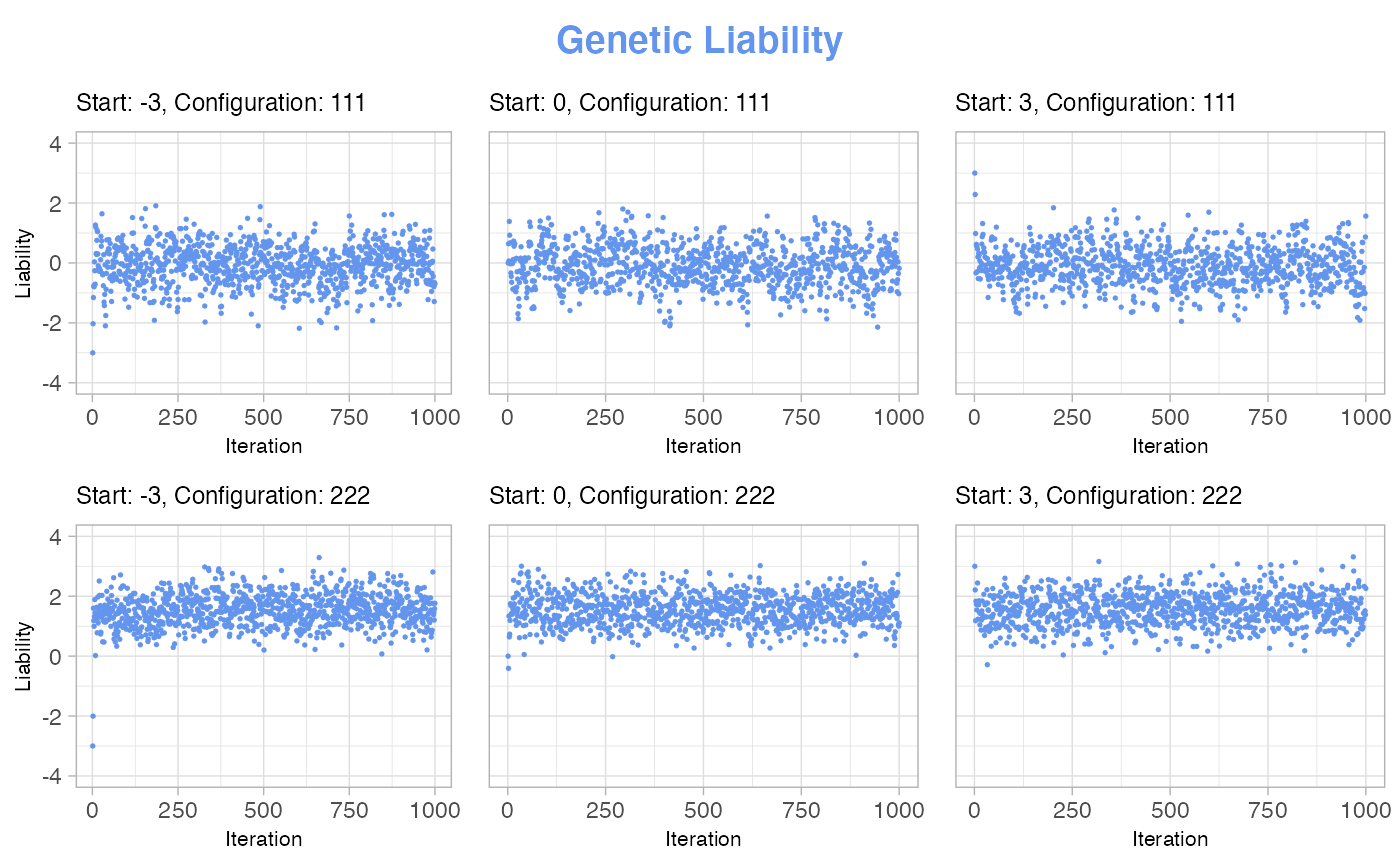 Genetic Liability
Start: -3, Configuration: 111
Start: 0, Configuration: 111
Start: 3, Configuration: 111
Liability
4
2
0
-2
-4
0 250 500 750 1000
0 250 500 750 1000
0 250 500 750 1000
Iteration
Iteration
Iteration
Start: -3, Configuration: 222
Start: 0, Configuration: 222
Start: 3, Configuration: 222
Liability
4
2
0
-2
-4
0 250 500 750 1000
0 250 500 750 1000
0 250 500 750 1000
Iteration
Iteration
Iteration